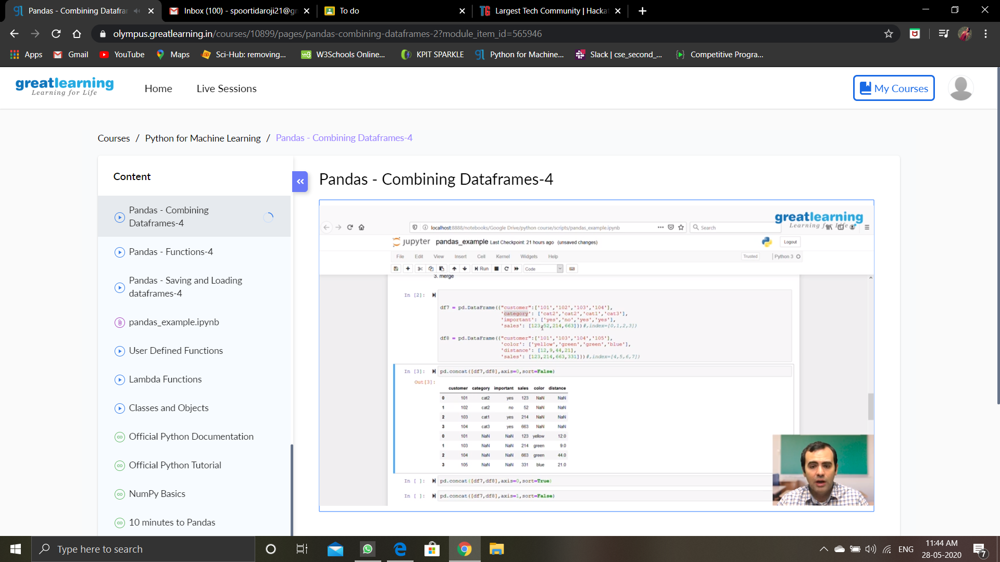 Pandas - Combining Datafrar
Inbox (100) - spoortidaroji21@gr
To do
Largest Tech Community | Hacka
olympus.greatlearning.in/courses/10899/pages/pandas-combining-dataframes-2?module_item_id=565946
Apps
Gmail
YouTube
Maps
Sci-Hub: removing...
W3Schools Online...
KPIT SPARKLE
Python for Machine...
Slack | cse_second_...
Competitive Progra...
greatlearning
Learning for Life
Home
Live Sessions
My Courses
Courses / Python for Machine Learning / Pandas - Combining Dataframes-4
Content
Pandas - Combining
Dataframes-4
Pandas - Functions-4
Pandas - Saving and Loading
dataframes-4
pandas_example.ipynb
User Defined Functions
Lambda Functions
Classes and Objects
Official Python Documentation
Official Python Tutorial
NumPy Basics
10 minutes to Pandas
Pandas - Combining Dataframes-4
greatlearning
Learning for Life
localhost:8888/notebooks/Google Drive/python course/scripts/pandas_example.ipynb
Search
jupyter pandas_example Last Checkpoint: 21 hours ago (unsaved changes)
Logout
File Edit View Insert Cell Kernel Widgets Help
Trusted
Python 3
Run
Code
3. merge
In [2]:
df7 = pd.DataFrame({"customer":['101','102','103','104'],
'category': ['cat2','cat2','cat1','cat3'],
'important': ['yes','no','yes','yes'],
'sales': [123,52,214,663]})#,index=[0,1,2,3])
df8 = pd.DataFrame({"customer":['101','103','104','105'],
'color': ['yellow','green','green','blue'],
'distance': [12,9,44,21],
'sales': [123,214,663,331]})#,index=[4,5,6,7])
In [3]: pd.concat([df7,df8],axis=0,sort=False)
Out[3]:
customer category important sales color distance
0 101 cat2 yes 123 NaN NaN
1 102 cat2 no 52 NaN NaN
2 103 cat1 yes 214 NaN NaN
3 104 cat3 yes 663 NaN NaN
0 101 NaN NaN 123 yellow 12.0
1 103 NaN NaN 214 green 9.0
2 104 NaN NaN 663 green 44.0
3 105 NaN NaN 331 blue 21.0
In [ ]: pd.concat([df7,df8],axis=0,sort=True)
In [ ]: pd.concat([df7,df8],axis=1,sort=False)
Type here to search
ENG
11:44 AM
28-05-2020
7